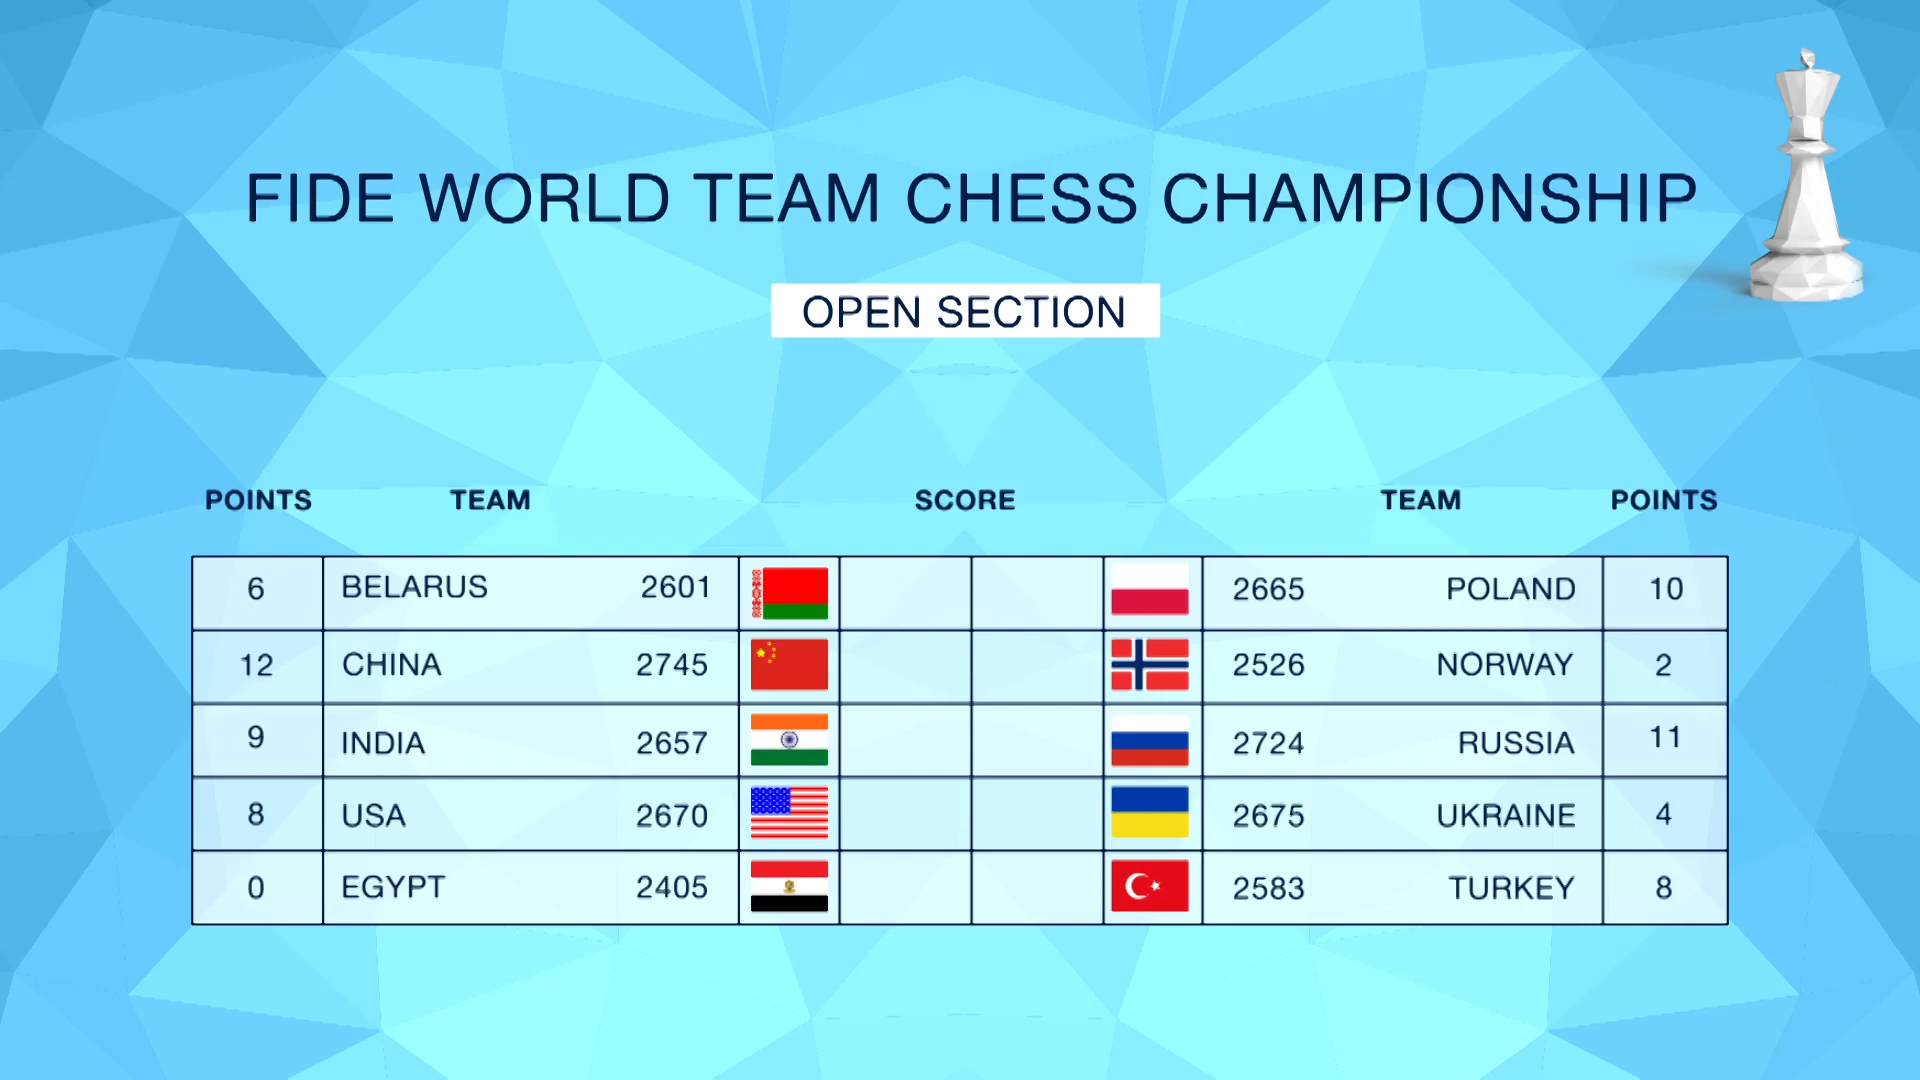 FIDE WORLD TEAM CHESS CHAMPIONSHIP
OPEN SECTION
POINTS TEAM SCORE TEAM POINTS
6 BELARUS 2601 2665 POLAND 10
12 CHINA 2745 2526 NORWAY 2
9 INDIA 2657 2724 RUSSIA 11
8 USA 2670 2675 UKRAINE 4
0 EGYPT 2405 2583 TURKEY 8